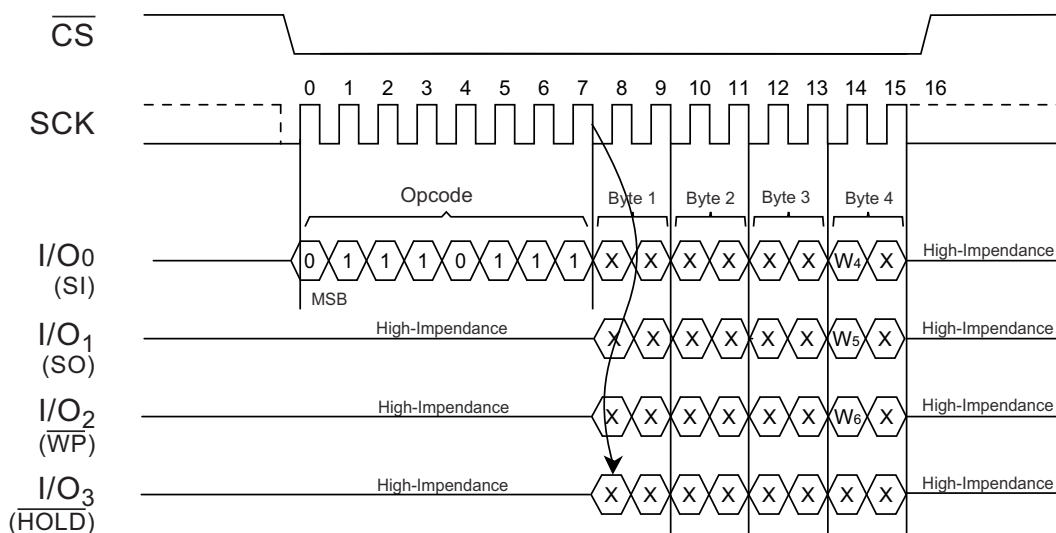 CS
0 1 2 3 4 5 6 7 8 9 10 11 12 13 14 15 16
SCK
Opcode Byte 1 Byte 2 Byte 3 Byte 4
I/O0 0 1 1 1 0 1 1 1 X X X X X X W4 X High-Impendance
(SI) MSB
I/O1 High-Impendance X X X X X X W5 X High-Impendance
(SO)
I/O2 High-Impendance X X X X X X W6 X High-Impendance
(WP)
I/O3 High-Impendance X X X X X X X X High-Impendance
(HOLD)